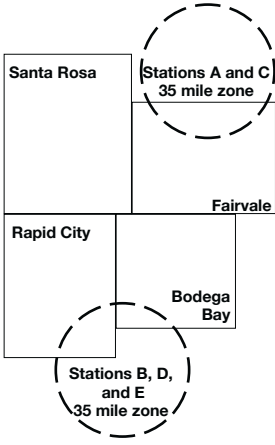 Santa Rosa
Stations A and C
35 mile zone
Fairvale
Rapid City
Bodega
Bay
Stations B, D,
and E
35 mile zone